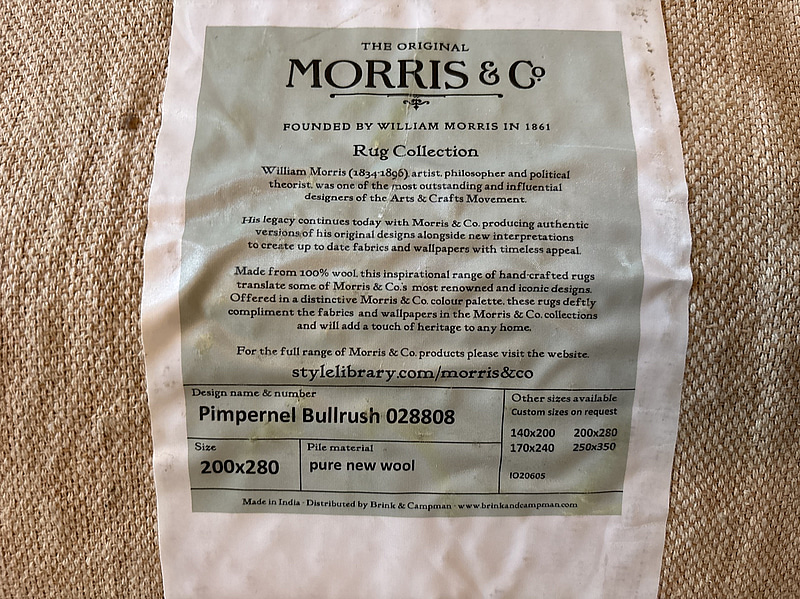 THE ORIGINAL
MORRIS & Co
FOUNDED BY WILLIAM MORRIS IN 1861
Rug Collection
William Morris (1834-1896), artist, philosopher and political
theorist, was one of the most outstanding and influential
designers of the Arts & Crafts Movement.
His legacy continues today with Morris & Co. producing authentic
versions of his original designs alongside new interpretations
to create up to date fabrics and wallpapers with timeless appeal.
Made from 100% wool, this inspirational range of hand-crafted rugs
translate some of Morris & Co.'s most renowned and iconic designs.
Offered in a distinctive Morris & Co. colour palette, these rugs deftly
compliment the fabrics and wallpapers in the Morris & Co. collections
and will add a touch of heritage to any home.
For the full range of Morris & Co. products please visit the website.
stylelibrary.com/morris&co
Design name & number
Pimpernel Bullrush 028808
Size
200x280
Pile material
pure new wool
Other sizes available
Custom sizes on request
140x200 200x280
170x240 250x350
IO20605
Made in India · Distributed by Brink & Campman · www.brinkandcampman.com